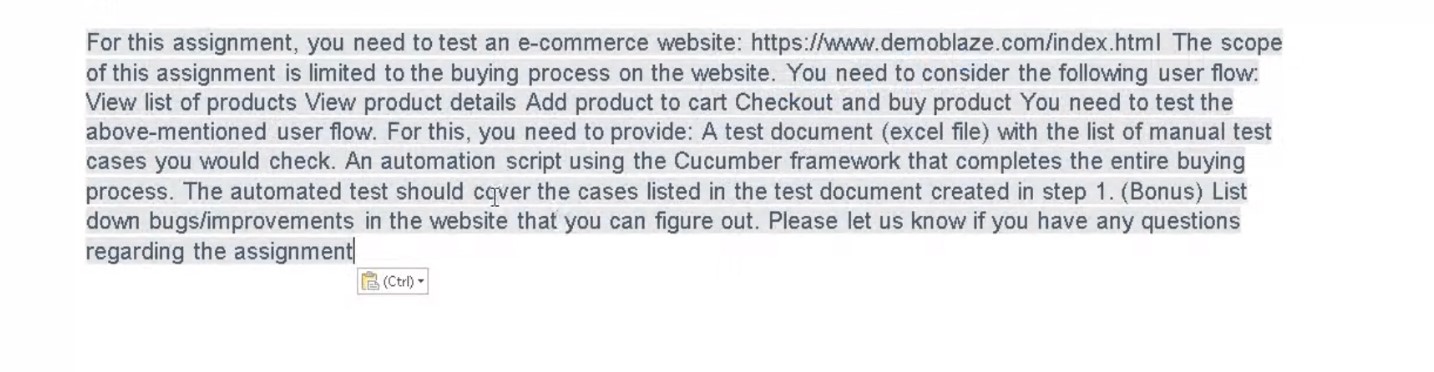 For this assignment, you need to test an e-commerce website: https://www.demoblaze.com/index.html The scope
of this assignment is limited to the buying process on the website. You need to consider the following user flow:
View list of products View product details Add product to cart Checkout and buy product You need to test the
above-mentioned user flow. For this, you need to provide: A test document (excel file) with the list of manual test
cases you would check. An automation script using the Cucumber framework that completes the entire buying
process. The automated test should cover the cases listed in the test document created in step 1. (Bonus) List
down bugs/improvements in the website that you can figure out. Please let us know if you have any questions
regarding the assignment
(Ctrl)